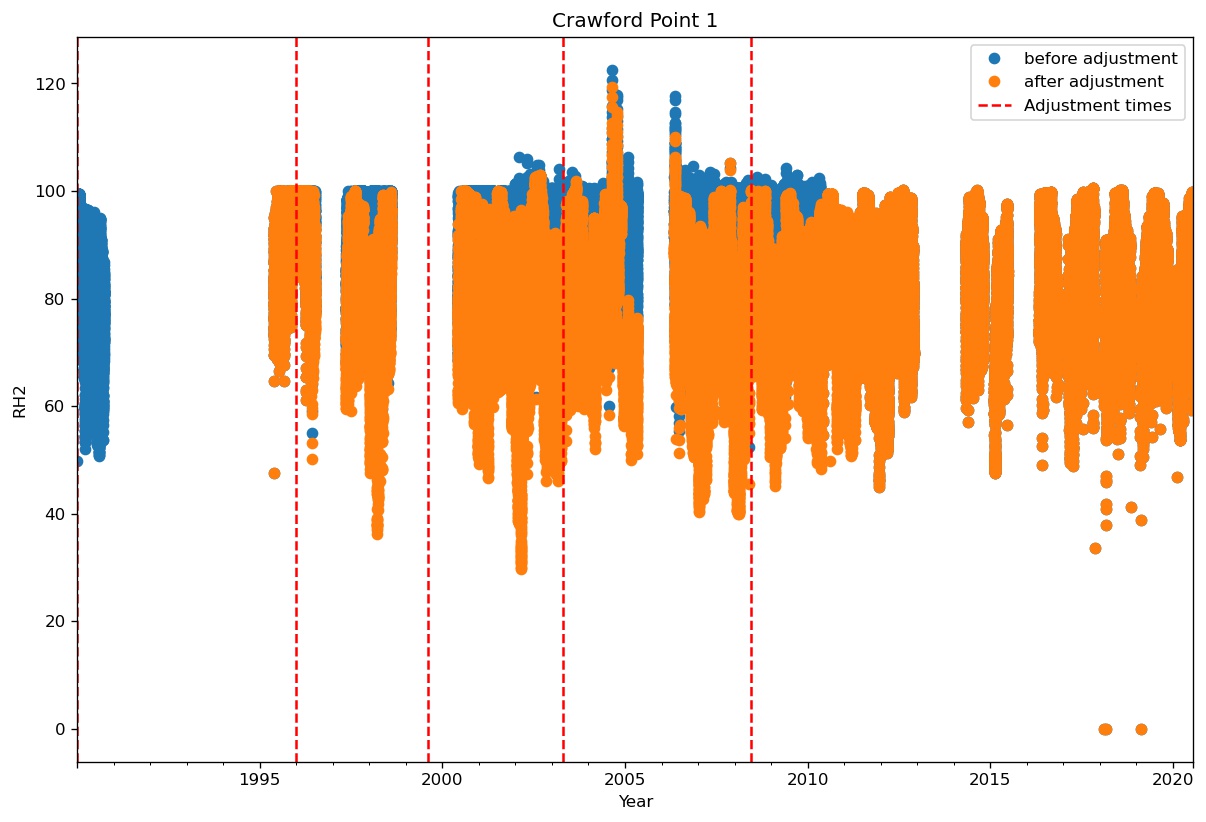 Crawford Point 1
before adjustment
after adjustment
Adjustment times
RH2
120
100
80
60
40
20
0
1995 2000 2005 2010 2015 2020
Year